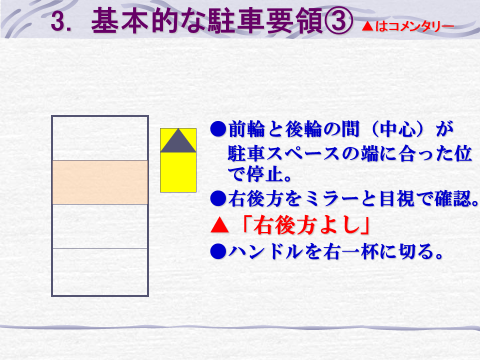 3. 基本的な駐車要領③ ▲はコメンタリー
●前輪と後輪の間（中心）が
駐車スペースの端に合った位
で停止。
●右後方をミラーと目視で確認。
▲「右後方よし」
●ハンドルを右一杯に切る。